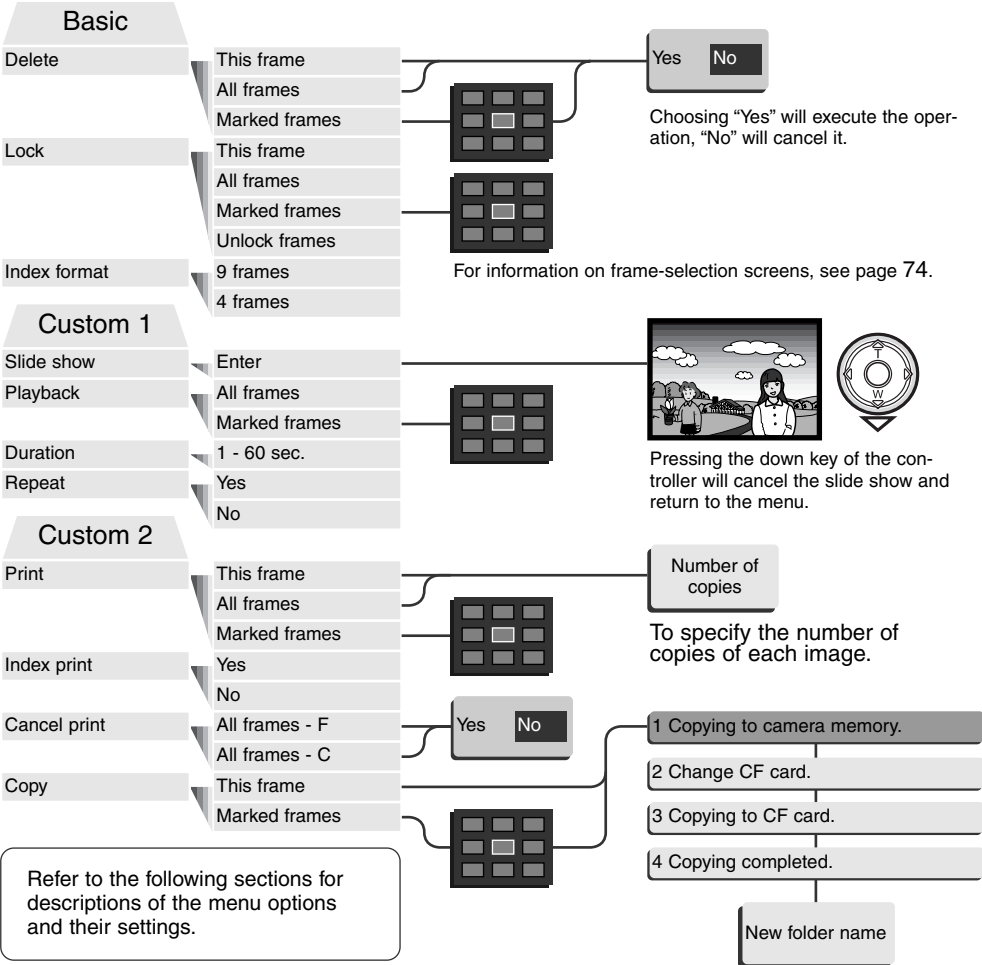 Basic
Delete
This frame
All frames
Marked frames
Yes No
Choosing “Yes” will execute the oper-
ation, “No” will cancel it.
Lock
This frame
All frames
Marked frames
Unlock frames
Index format
9 frames
4 frames
For information on frame-selection screens, see page 74.
Custom 1
Slide show
Enter
Playback
All frames
Marked frames
Duration
1 - 60 sec.
Repeat
Yes
No
T
W
Pressing the down key of the con-
troller will cancel the slide show and
return to the menu.
Custom 2
Print
This frame
All frames
Marked frames
Number of
copies
To specify the number of
copies of each image.
Index print
Yes
No
Cancel print
All frames - F
All frames - C
Yes No
Copy
This frame
Marked frames
1 Copying to camera memory.
2 Change CF card.
3 Copying to CF card.
4 Copying completed.
New folder name
Refer to the following sections for
descriptions of the menu options
and their settings.